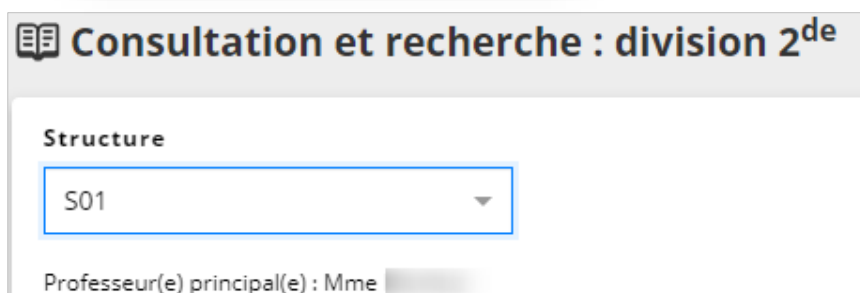 Consultation et recherche : division 2de
Structure
S01
Professeur(e) principal(e) : Mme